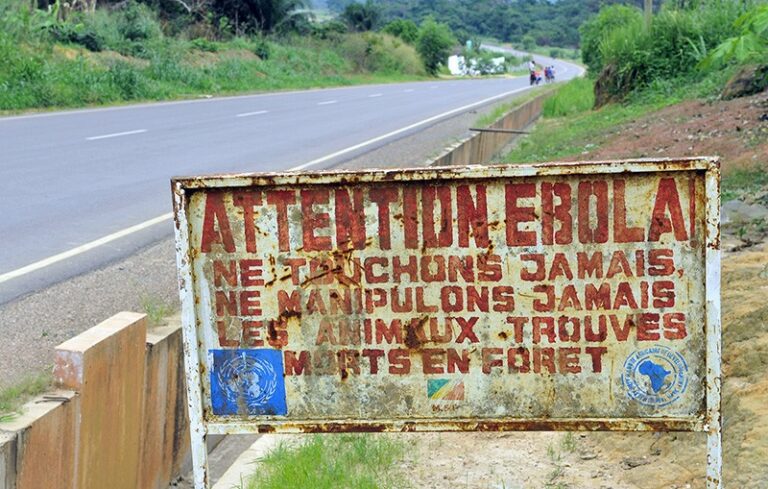 ATTENTION EBOLA
NE TOUCHONS JAMAIS
NE MANIPULONS JAMAIS
LES ANIMAUX TROUVES
MORTS EN FORET